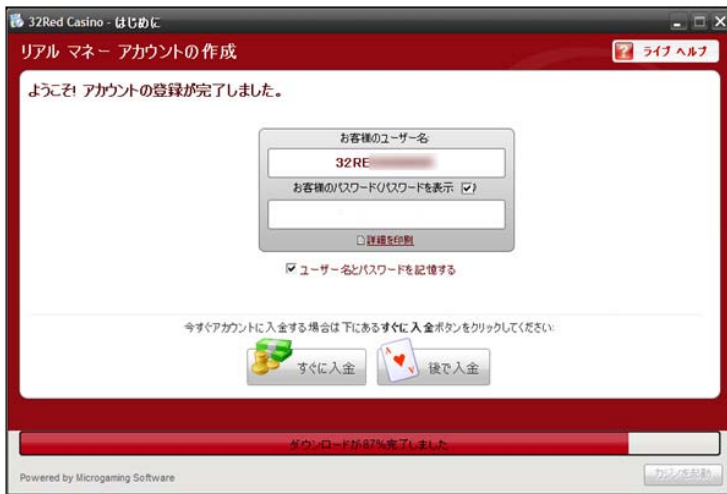 32Red Casino - はじめに
リアル マネー アカウントの作成
ライブ ヘルプ
ようこそ! アカウントの登録が完了しました。
お客様のユーザー名:
32RE
お客様のパスワード(パスワードを表示 )
詳細を印刷
ユーザー名とパスワードを記憶する
今すぐアカウントに入金する場合は下にあるすぐに入金ボタンをクリックしてください:
すぐに入金
後で入金
ダウンロードが87%完了しました
Powered by Microgaming Software
カジノを起動